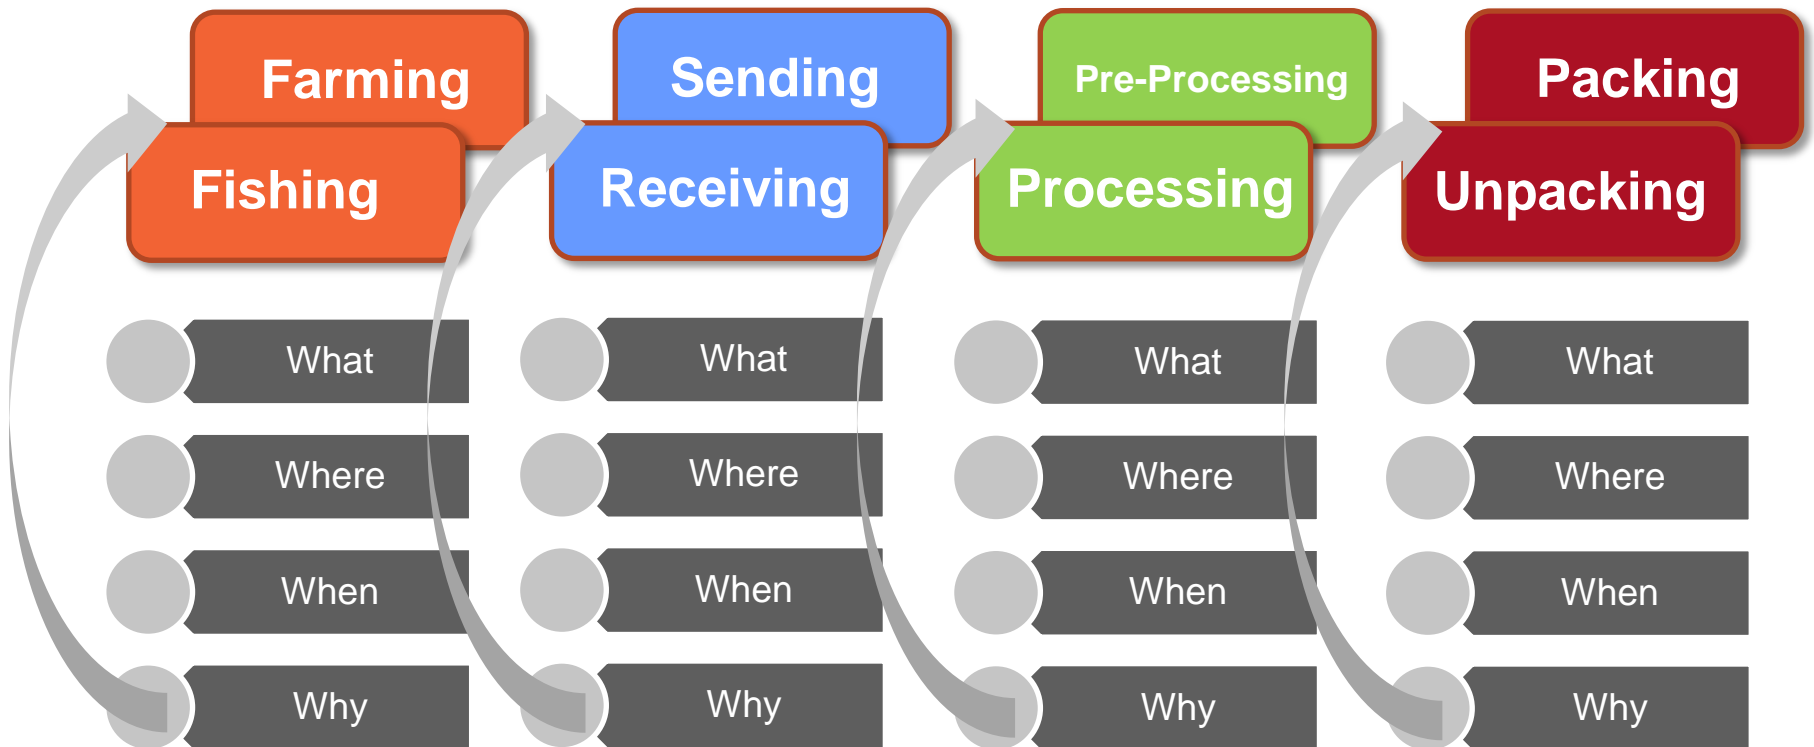 Farming
Fishing
What
Where
When
Why
Sending
Receiving
What
Where
When
Why
Pre-Processing
Processing
What
Where
When
Why
Packing
Unpacking
What
Where
When
Why